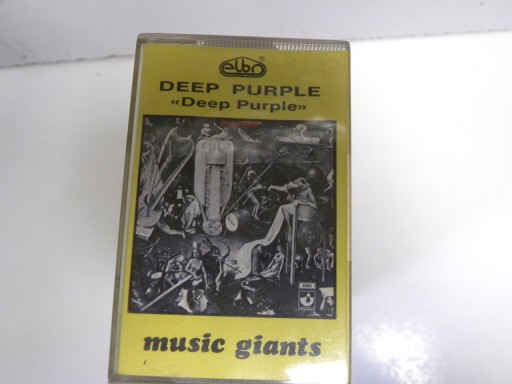 elbo ®
DEEP PURPLE
«Deep Purple»
music giants